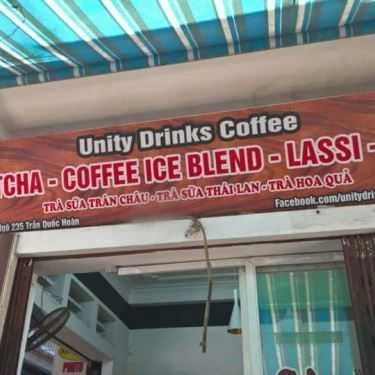 Unity Drinks Coffee
TCHA - COFFEE ICE BLEND - LASSI -
TRÀ SỮA TRÂN CHÂU - TRÀ SỮA THÁI LAN - TRÀ HOA QUẢ
235 Trần Quốc Hoàn
Facebook.com/unitydri
PHOTO